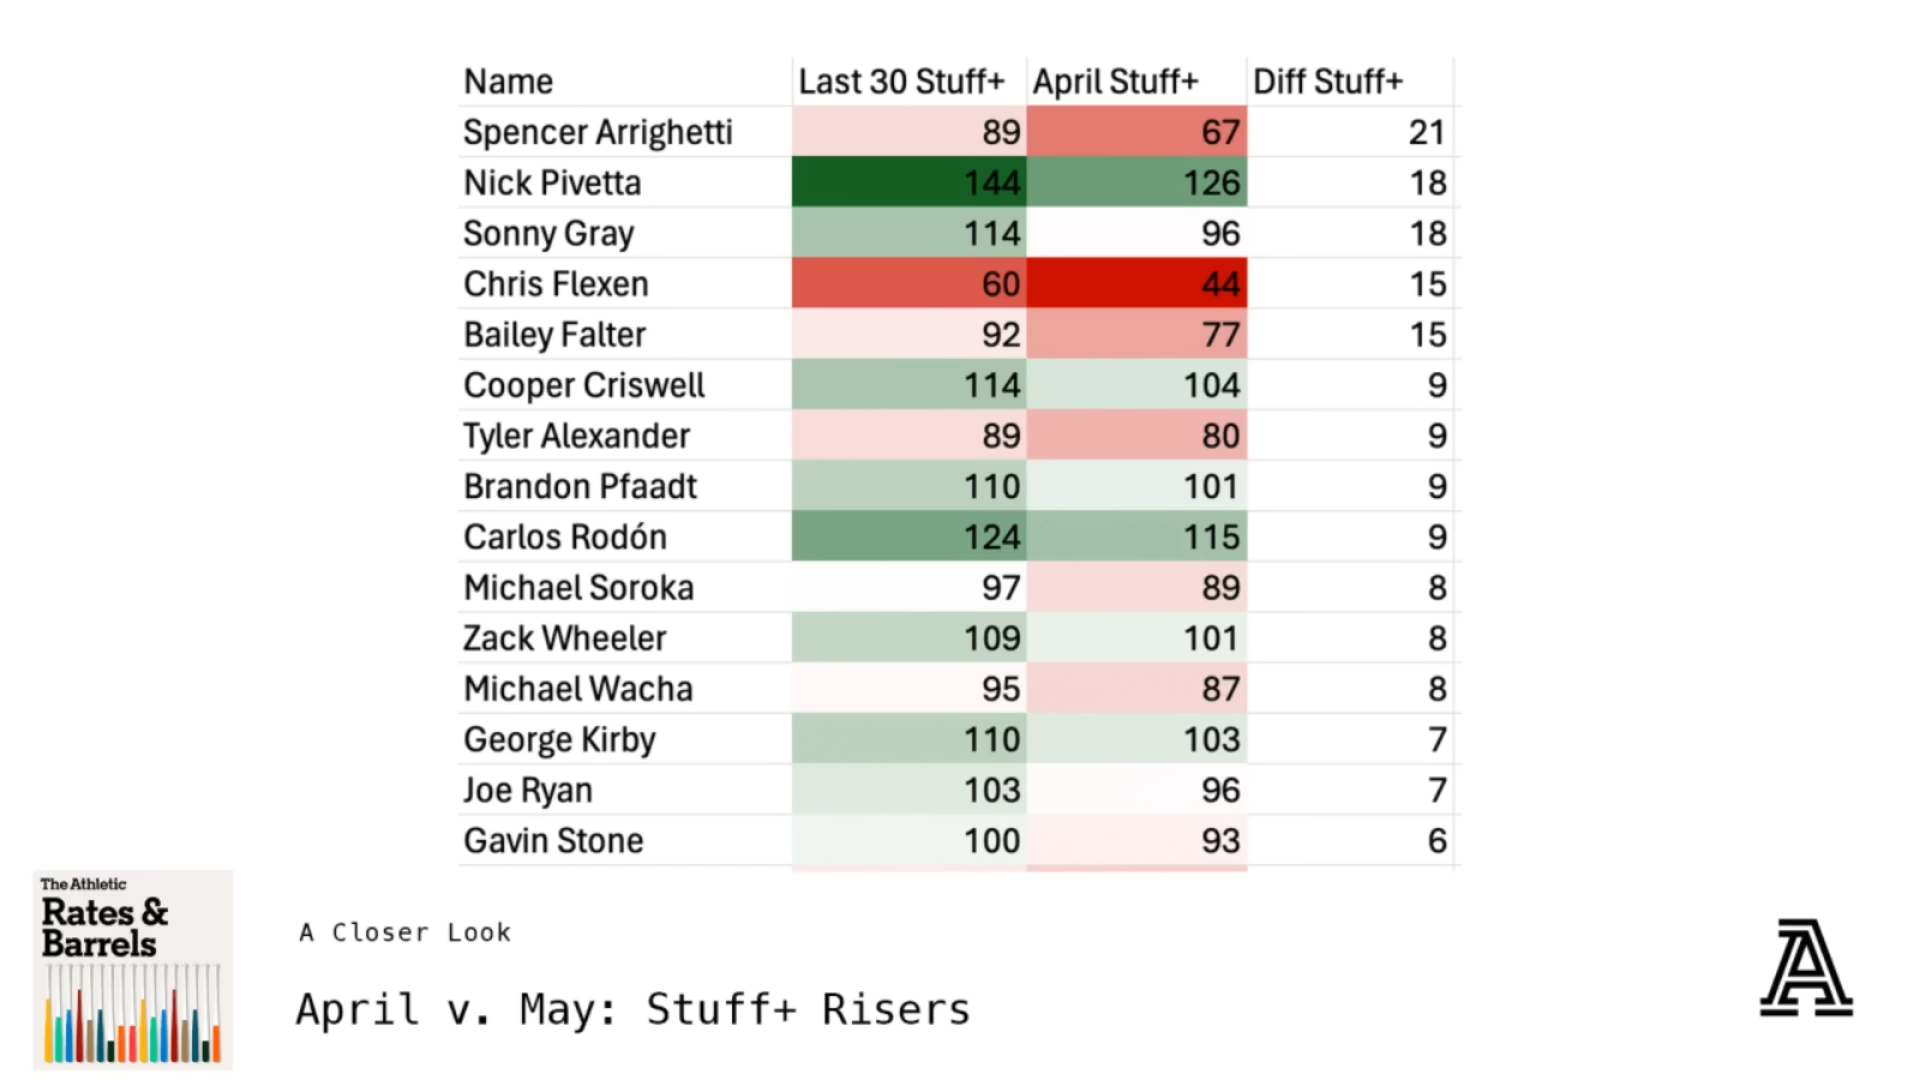 Name Last 30 Stuff+ April Stuff+ Diff Stuff+
Spencer Arrighetti 89 67 21
Nick Pivetta 144 126 18
Sonny Gray 114 96 18
Chris Flexen 60 44 15
Bailey Falter 92 77 15
Cooper Criswell 114 104 9
Tyler Alexander 89 80 9
Brandon Pfaadt 110 101 9
Carlos Rodón 124 115 9
Michael Soroka 97 89 8
Zack Wheeler 109 101 8
Michael Wacha 95 87 8
George Kirby 110 103 7
Joe Ryan 103 96 7
Gavin Stone 100 93 6
The Athletic
Rates &
Barrels
A Closer Look
April v. May: Stuff+ Risers
A